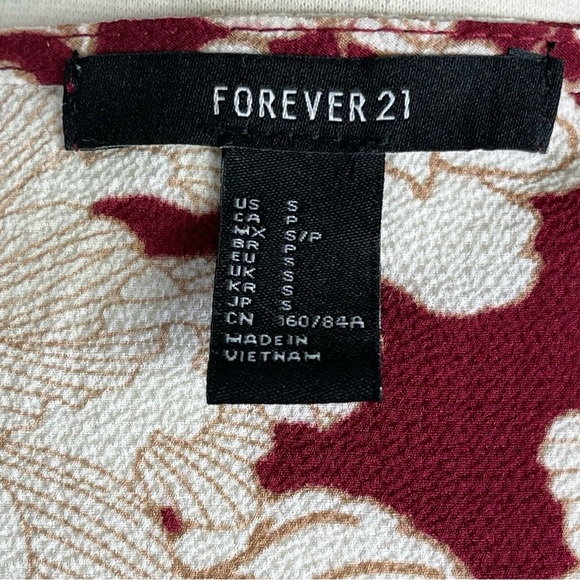 FOREVER 21
US S
CA P
MX S/P
BR P
EU S
UK S
KR S
JP S
CN 160/84A
MADE IN
VIETNAM